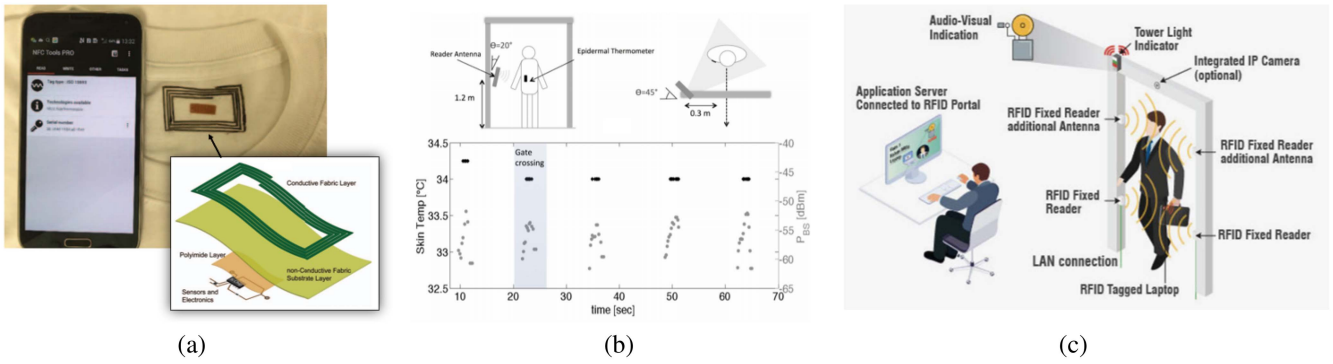 NFC Tools PRO
Conductive Fabric Layer
Polyimide Layer
non-Conductive Fabric
Substrate Layer
Sensors and
Electronics
(a)
Reader Antenna
Θ=20°
Epidermal Thermometer
1.2 m
Θ=45°
0.3 m
Gate
crossing
Skin Temp [°C]
34.5
34
33.5
33
32.5
10
20
30
40
50
60
70
time [sec]
-40
-45
-50
-55
-60
-65
P_BS [dBm]
(b)
Audio-Visual
Indication
Tower Light
Indicator
Integrated IP Camera
(optional)
Application Server
Connected to RFID Portal
RFID Fixed Reader
additional Antenna
RFID Fixed Reader
additional Antenna
RFID Fixed
Reader
RFID Fixed Reader
LAN connection
RFID Tagged Laptop
(c)